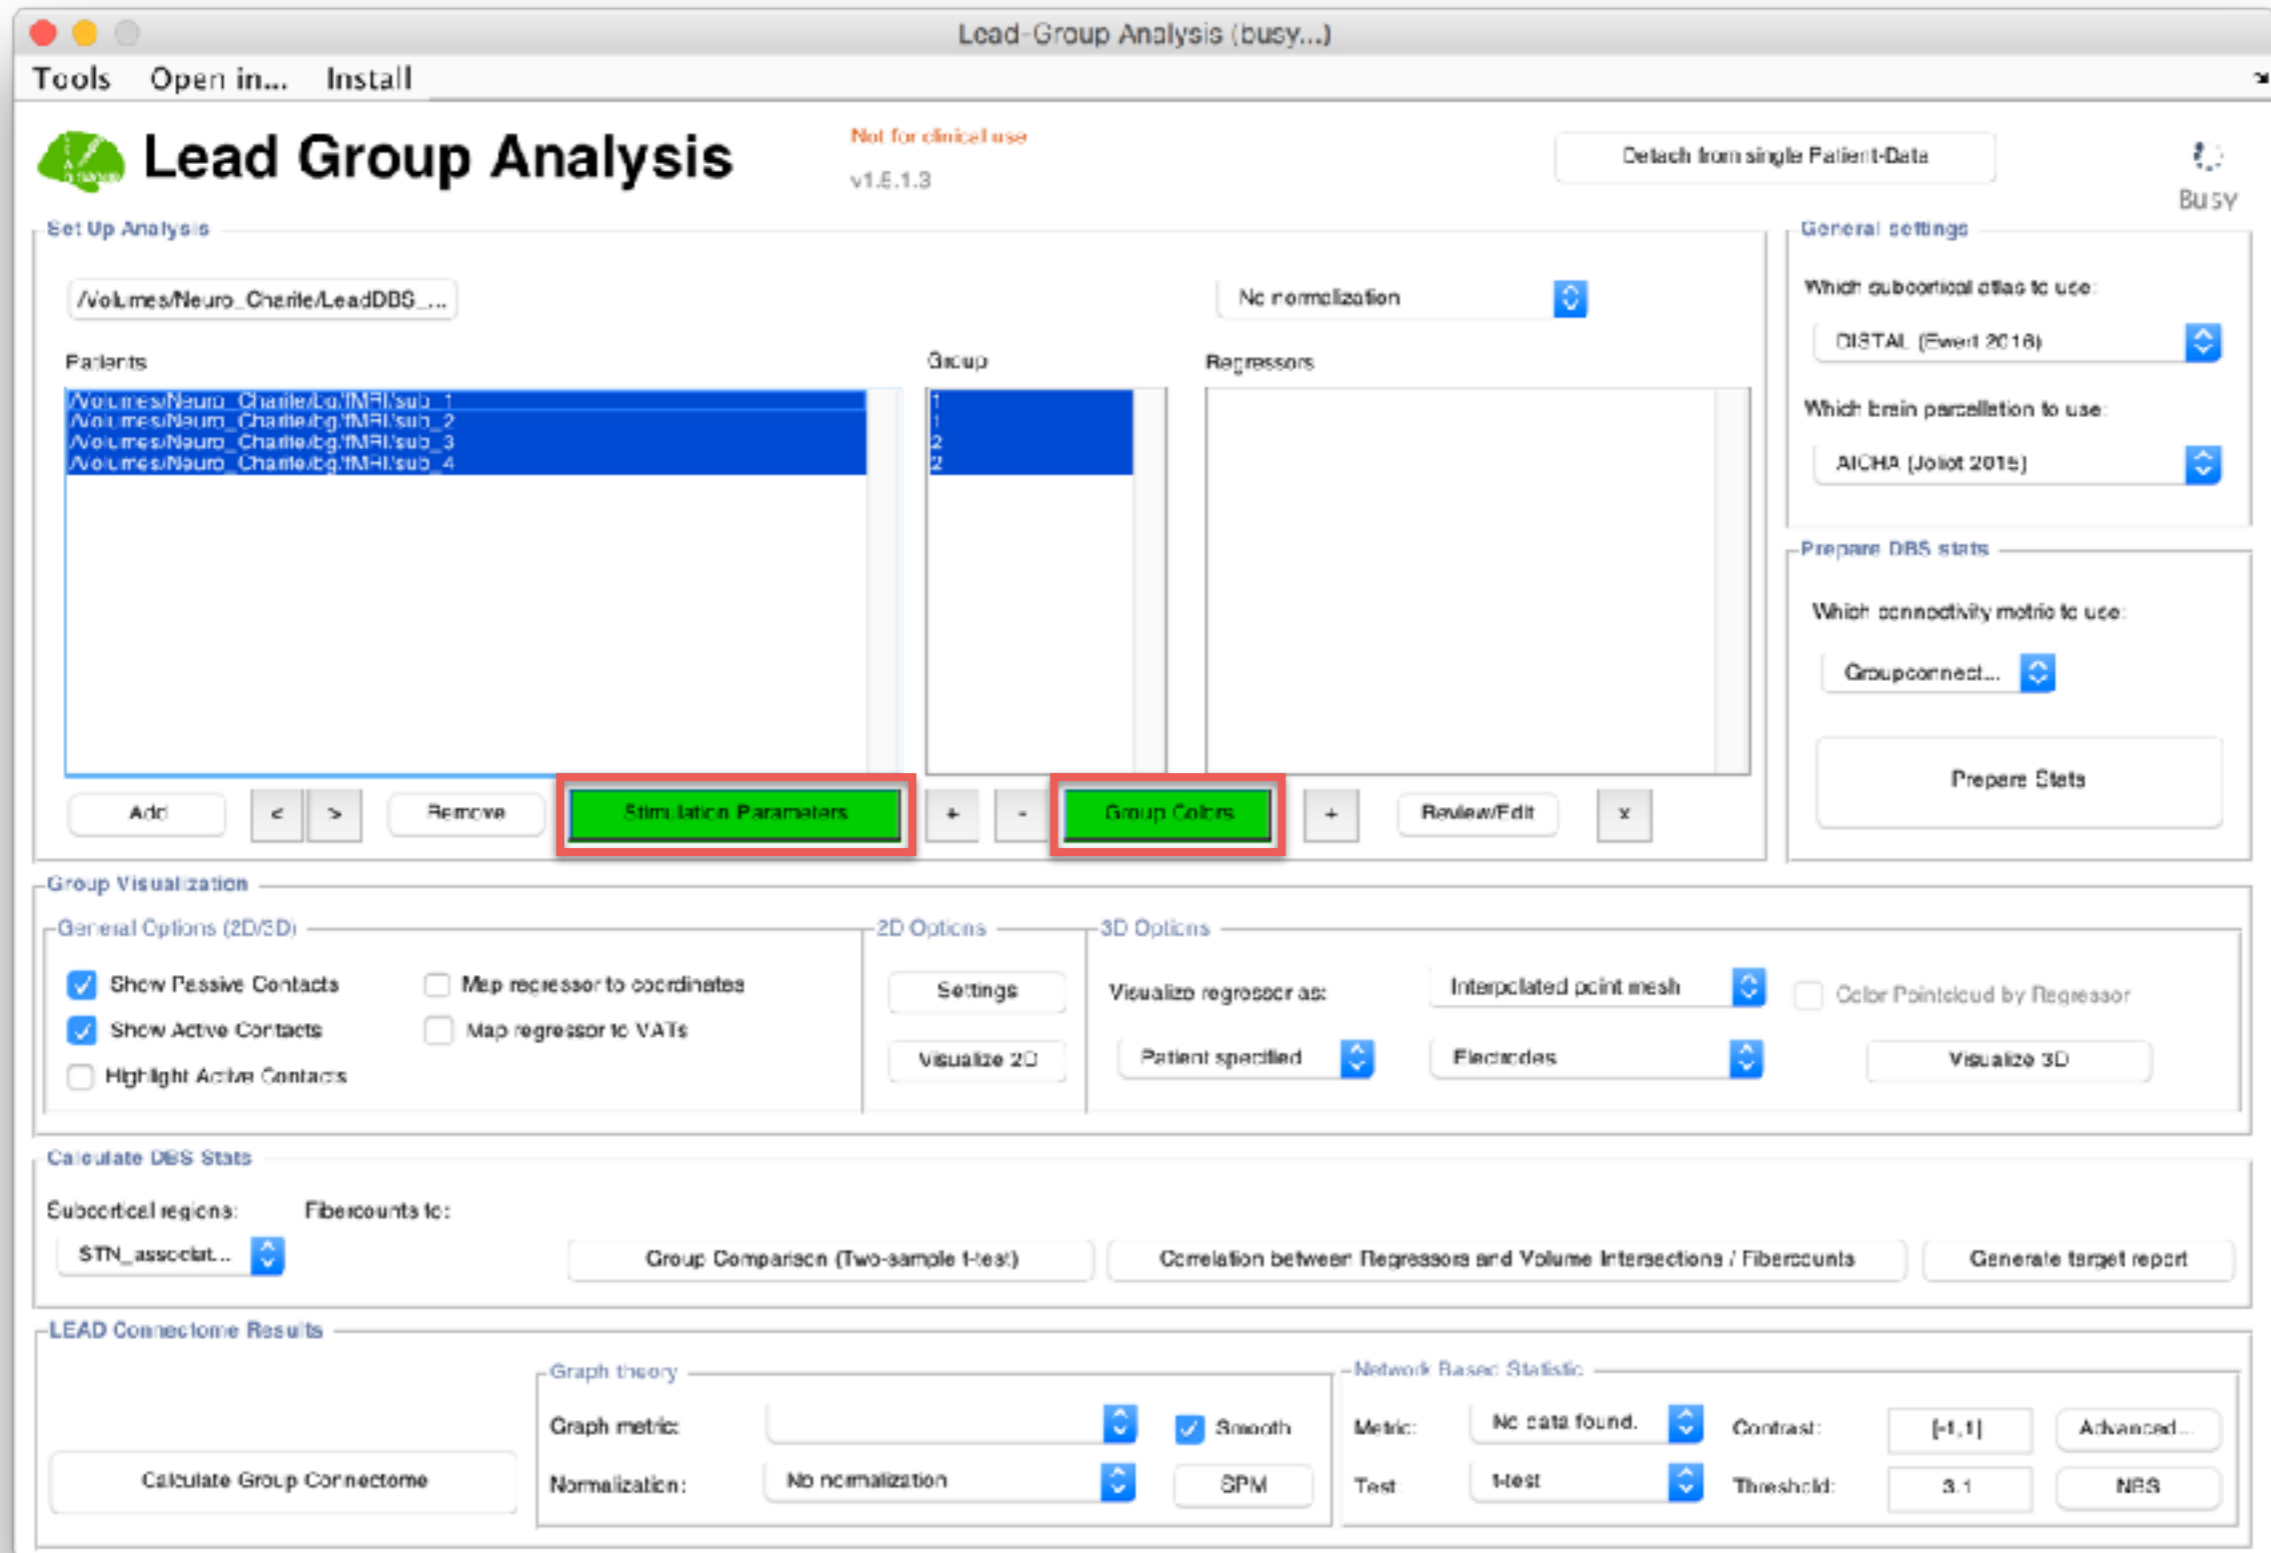 Lead-Group Analysis (busy...)
Tools Open in... Install
Lead Group Analysis
Not for clinical use
v1.5.1.3
Detach from single Patient-Data
Busy
Set Up Analysis
/Volumes/Neuro_Charite/LeadDBS_...
No normalization
Patients
Group
Regressors
/Volumes/Neuro_Charite/bg/fMRI/sub_1
/Volumes/Neuro_Charite/bg/fMRI/sub_2
/Volumes/Neuro_Charite/bg/fMRI/sub_3
/Volumes/Neuro_Charite/bg/fMRI/sub_4
1
1
2
2
Add < > Remove Stimulation Parameters + - Group Colors + Review/Edit x
General settings
Which subcortical atlas to use:
DISTAL (Ewert 2016)
Which brain parcellation to use:
AICHA (Joliot 2015)
Prepare DBS stats
Which connectivity metric to use:
Groupconnect...
Prepare Stats
Group Visualization
General Options (2D/3D)
Show Passive Contacts
Map regressor to coordinates
Show Active Contacts
Map regressor to VATs
Highlight Active Contacts
2D Options
Settings
Visualize 2D
3D Options
Visualize regressor as:
Interpolated point mesh
Color Pointcloud by Regressor
Patient specified
Electrodes
Visualize 3D
Calculate DBS Stats
Subcortical regions:
Fibercounts to:
STN_associat...
Group Comparison (Two-sample t-test)
Correlation between Regressors and Volume Intersections / Fibercounts
Generate target report
LEAD Connectome Results
Calculate Group Connectome
Graph theory
Graph metric:
Smooth
Normalization:
No normalization
SPM
Network Based Statistic
Metric:
No data found.
Contrast:
[-1,1]
Advanced...
Test:
t-test
Threshold:
3.1
NBS